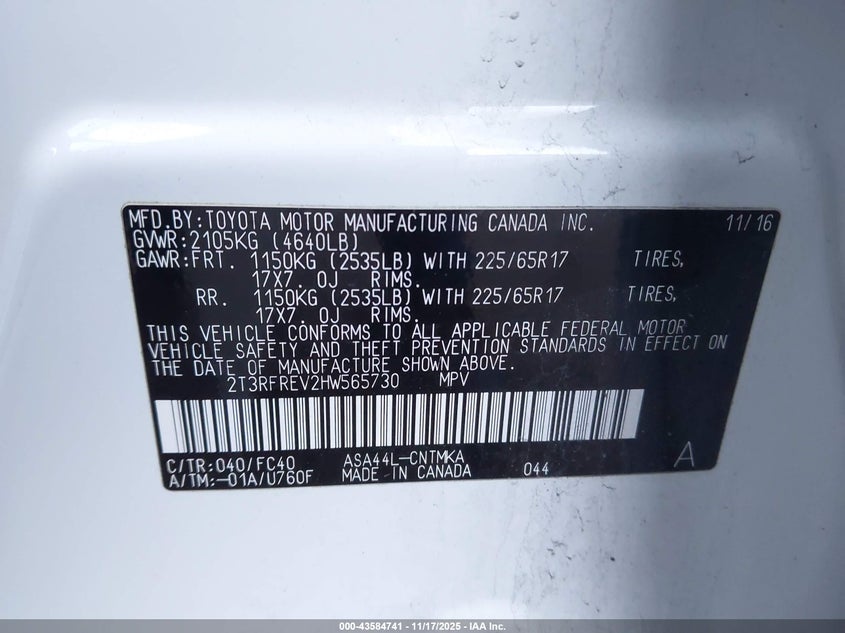 MFD.BY:TOYOTA MOTOR MANUFACTURING CANADA INC. 11/16
GVWR:2105KG (4640LB)
GAWR:FRT. 1150KG (2535LB) WITH 225/65R17 TIRES,
17X7.0J RIMS.
RR. 1150KG (2535LB) WITH 225/65R17 TIRES,
17X7.0J RIMS.
THIS VEHICLE CONFORMS TO ALL APPLICABLE FEDERAL MOTOR
VEHICLE SAFETY AND THEFT PREVENTION STANDARDS IN EFFECT ON
THE DATE OF MANUFACTURE SHOWN ABOVE.
2T3RFREV2HW565730 MPV
C/TR:040/FC40 ASA44L-CNTMKA A
A/TM:-01A/U760F MADE IN CANADA 044
000-43584741 - 11/17/2025 - IAA Inc.